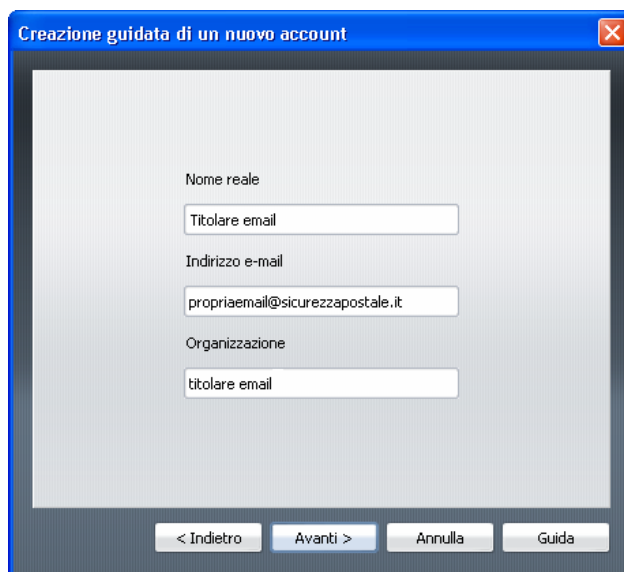 Creazione guidata di un nuovo account
Nome reale
Titolare email
Indirizzo e-mail
propriaemail@sicurezzapostale.it
Organizzazione
titolare email
< Indietro
Avanti >
Annulla
Guida